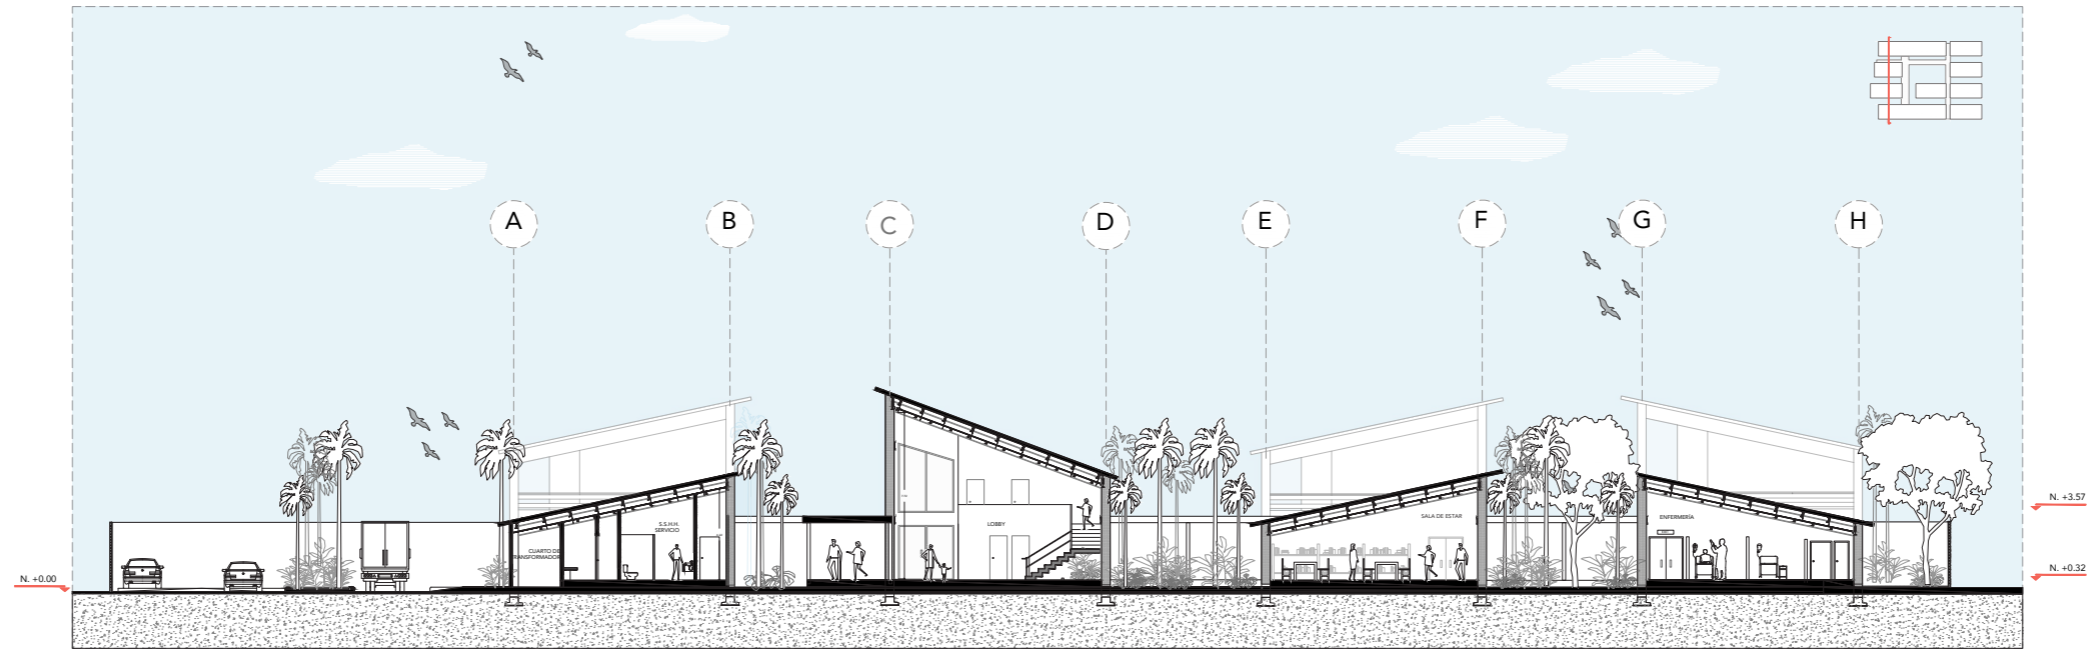 A
B
C
D
E
F
G
H
N. +3.57
S.S.H.H.
SERVICIO
LOBBY
SALA DE ESTAR
ENFERMERÍA
CUARTO DE
TRANSFORMADOR
N. +0.00
N. +0.32